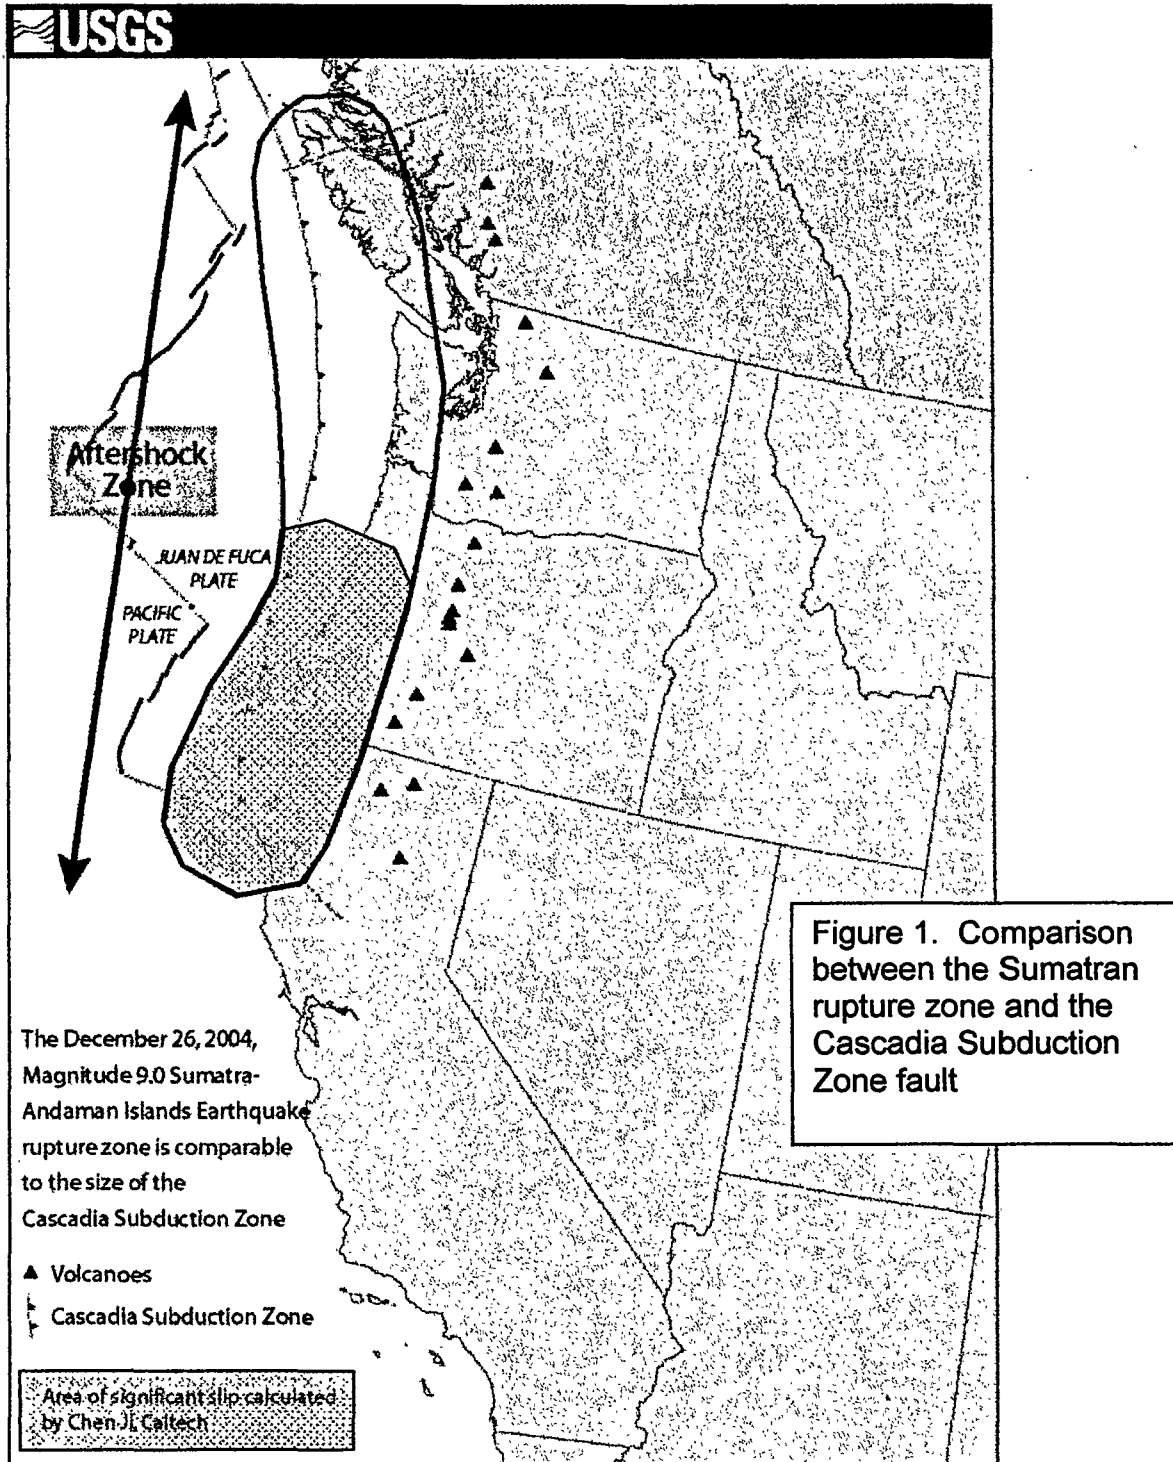 USGS
Aftershock
Zone
JUAN DE FUCA
PLATE
PACIFIC
PLATE
Figure 1. Comparison
between the Sumatran
rupture zone and the
Cascadia Subduction
Zone fault
The December 26, 2004,
Magnitude 9.0 Sumatra-
Andaman Islands Earthquake
rupture zone is comparable
to the size of the
Cascadia Subduction Zone
Volcanoes
Cascadia Subduction Zone
Area of significant slip calculated
by Chen Ji, Caltech